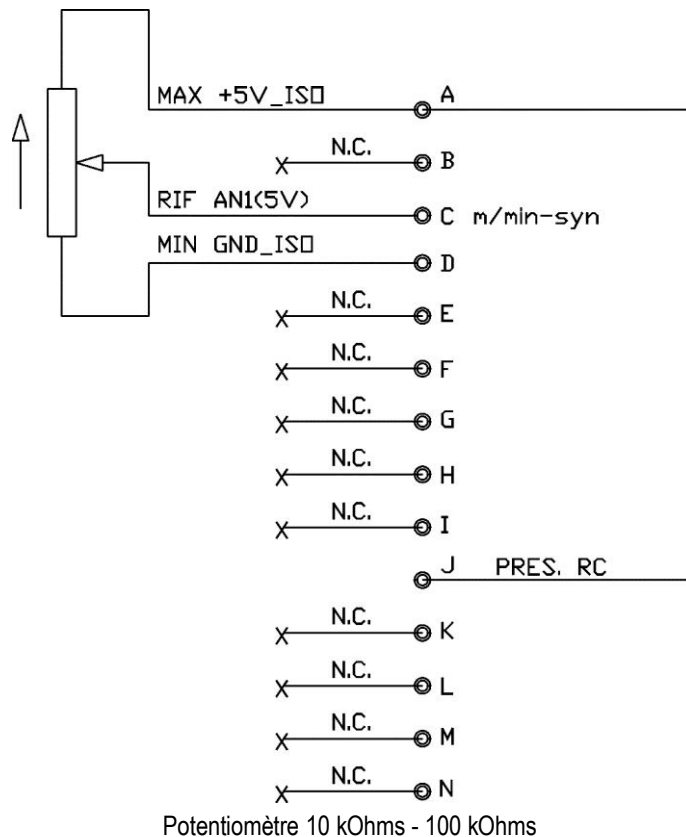 MAX +5V_ISO A
N.C. B
RIF AN1(5V) C m/min-syn
MIN GND_ISO D
N.C. E
N.C. F
N.C. G
N.C. H
N.C. I
J PRES. RC
N.C. K
N.C. L
N.C. M
N.C. N
Potentiomètre 10 kOhms - 100 kOhms